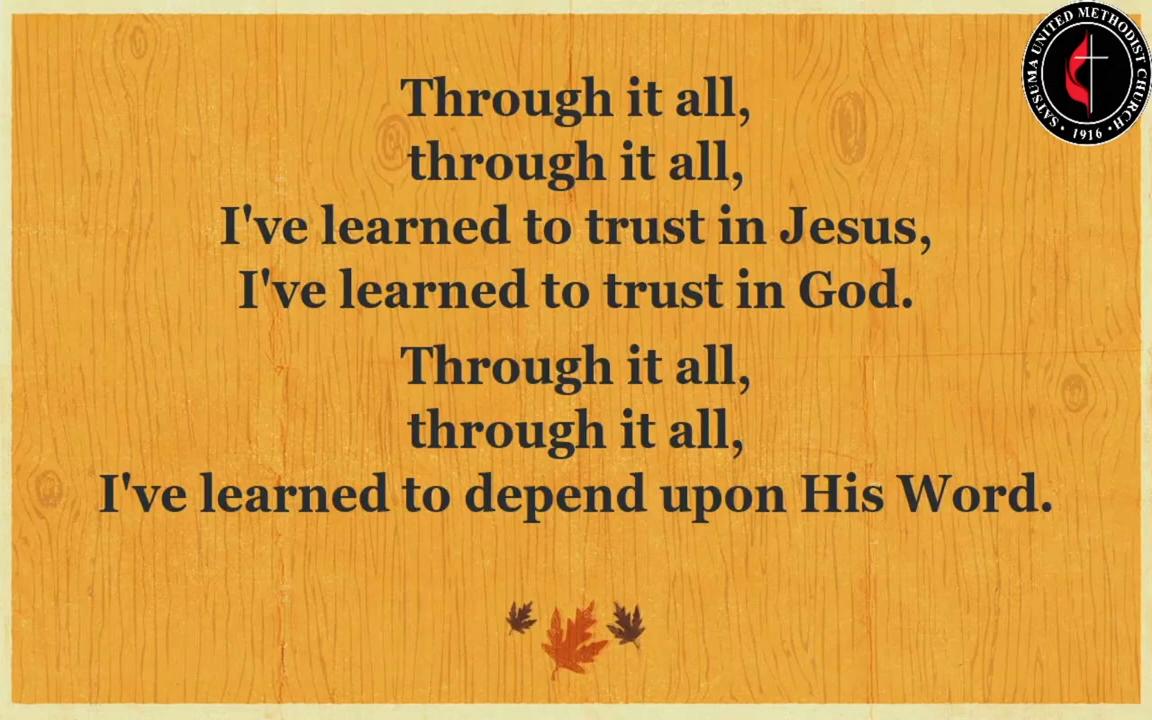 Through it all,
through it all,
I've learned to trust in Jesus,
I've learned to trust in God.
Through it all,
through it all,
I've learned to depend upon His Word.
SATSUMA UNITED METHODIST CHURCH
• 1916 •